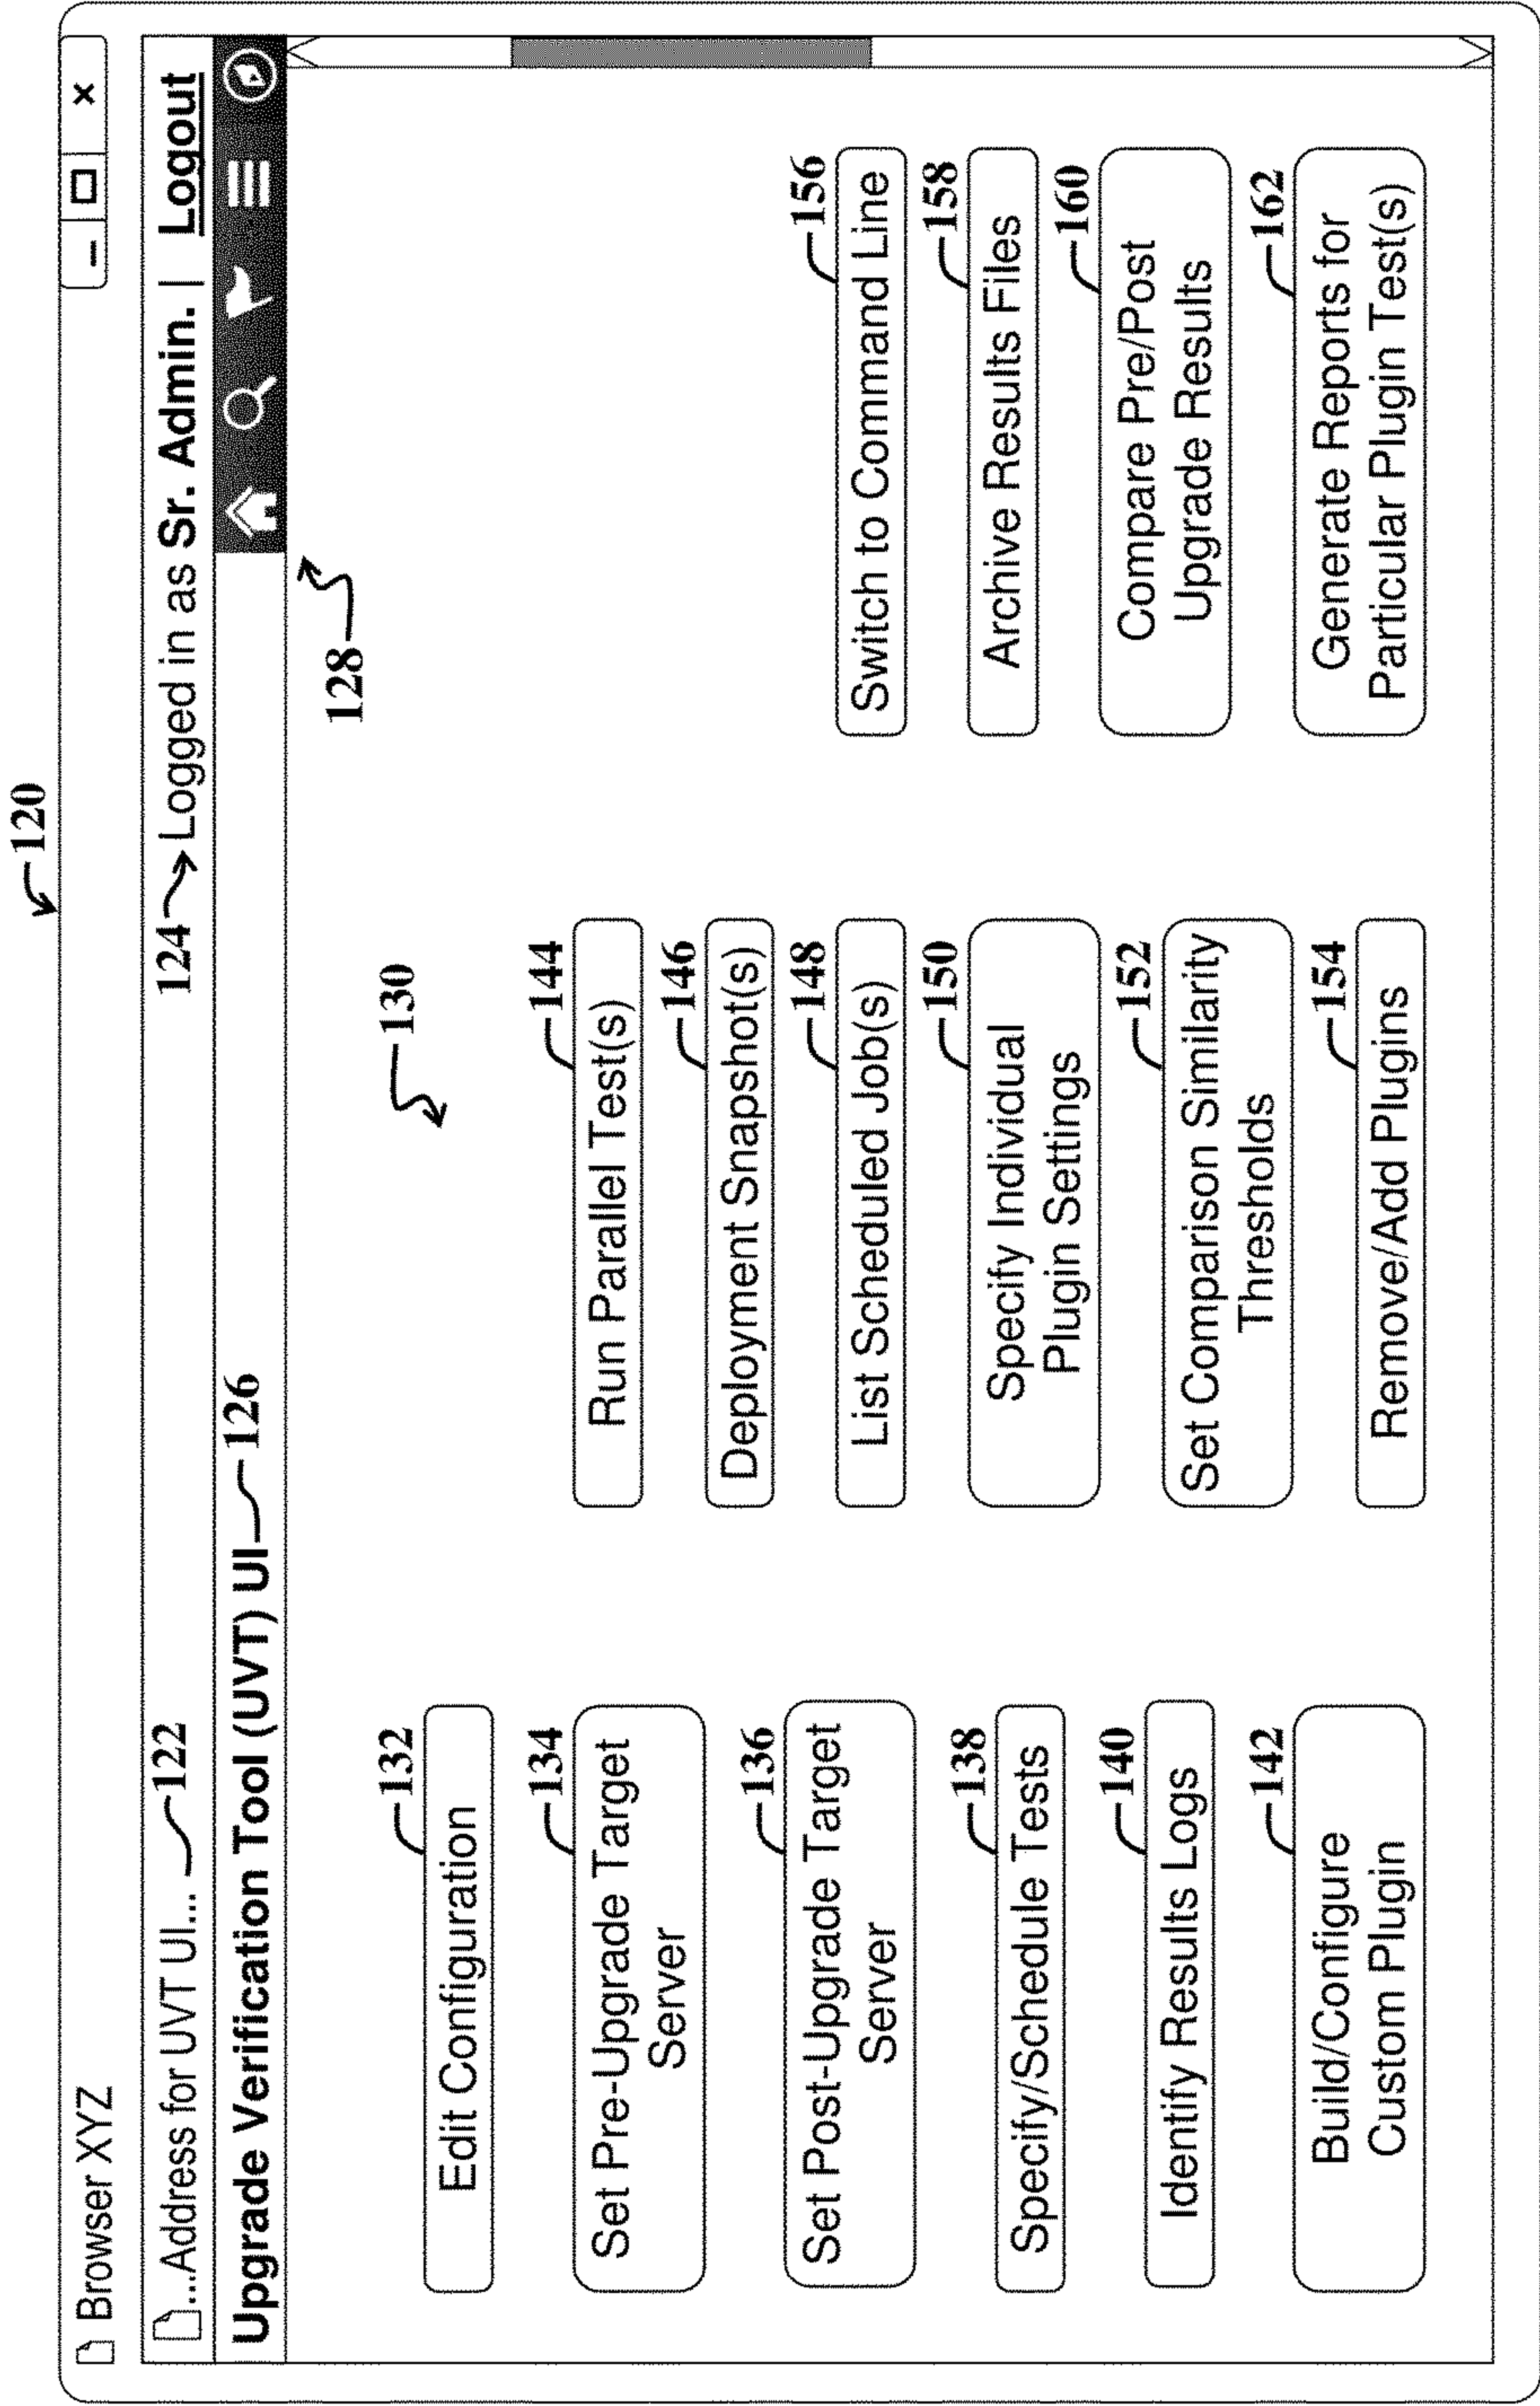 120
Browser XYZ
...Address for UVT UI... 122
124 Logged in as Sr. Admin. | Logout
Upgrade Verification Tool (UVT) UI 126
128
130
132
Edit Configuration
134
Set Pre-Upgrade Target
Server
136
Set Post-Upgrade Target
Server
138
Specify/Schedule Tests
140
Identify Results Logs
142
Build/Configure
Custom Plugin
144
Run Parallel Test(s)
146
Deployment Snapshot(s)
148
List Scheduled Job(s)
150
Specify Individual
Plugin Settings
152
Set Comparison Similarity
Thresholds
154
Remove/Add Plugins
156
Switch to Command Line
158
Archive Results Files
160
Compare Pre/Post
Upgrade Results
162
Generate Reports for
Particular Plugin Test(s)